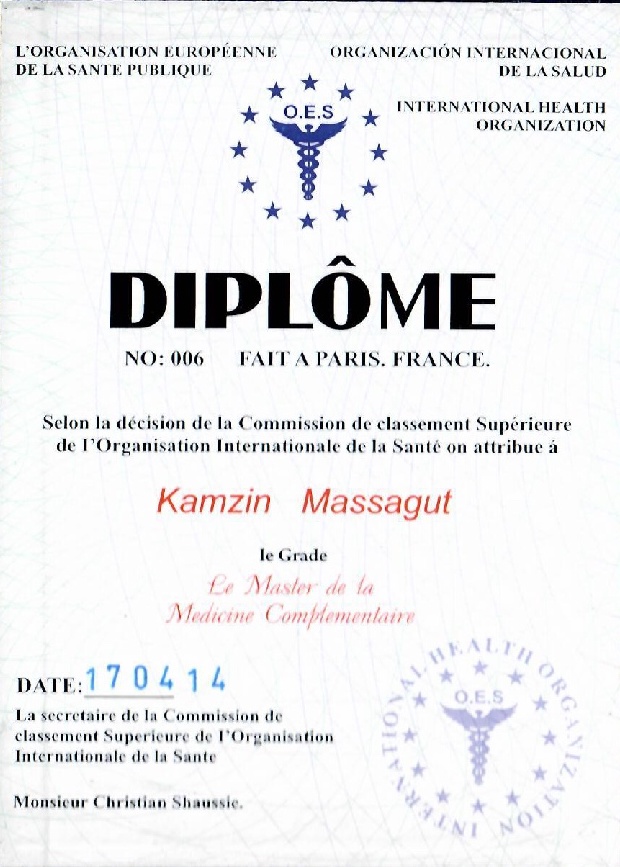 L'ORGANISATION EUROPÉENNE
DE LA SANTE PUBLIQUE
ORGANIZACIÓN INTERNACIONAL
DE LA SALUD
INTERNATIONAL HEALTH
ORGANIZATION
O.E.S
DIPLÔME
NO: 006 FAIT A PARIS. FRANCE.
Selon la décision de la Commission de classement Supérieure
de l'Organisation Internationale de la Santé on attribue à
Kamzin Massagut
le Grade
Le Master de la
Medicine Complementaire
DATE: 170414
La secretaire de la Commission de
classement Superieure de l'Organisation
Internationale de la Sante
Monsieur Christian Shaussie.
INTERNATIONAL HEALTH ORGANIZATION
O.E.S